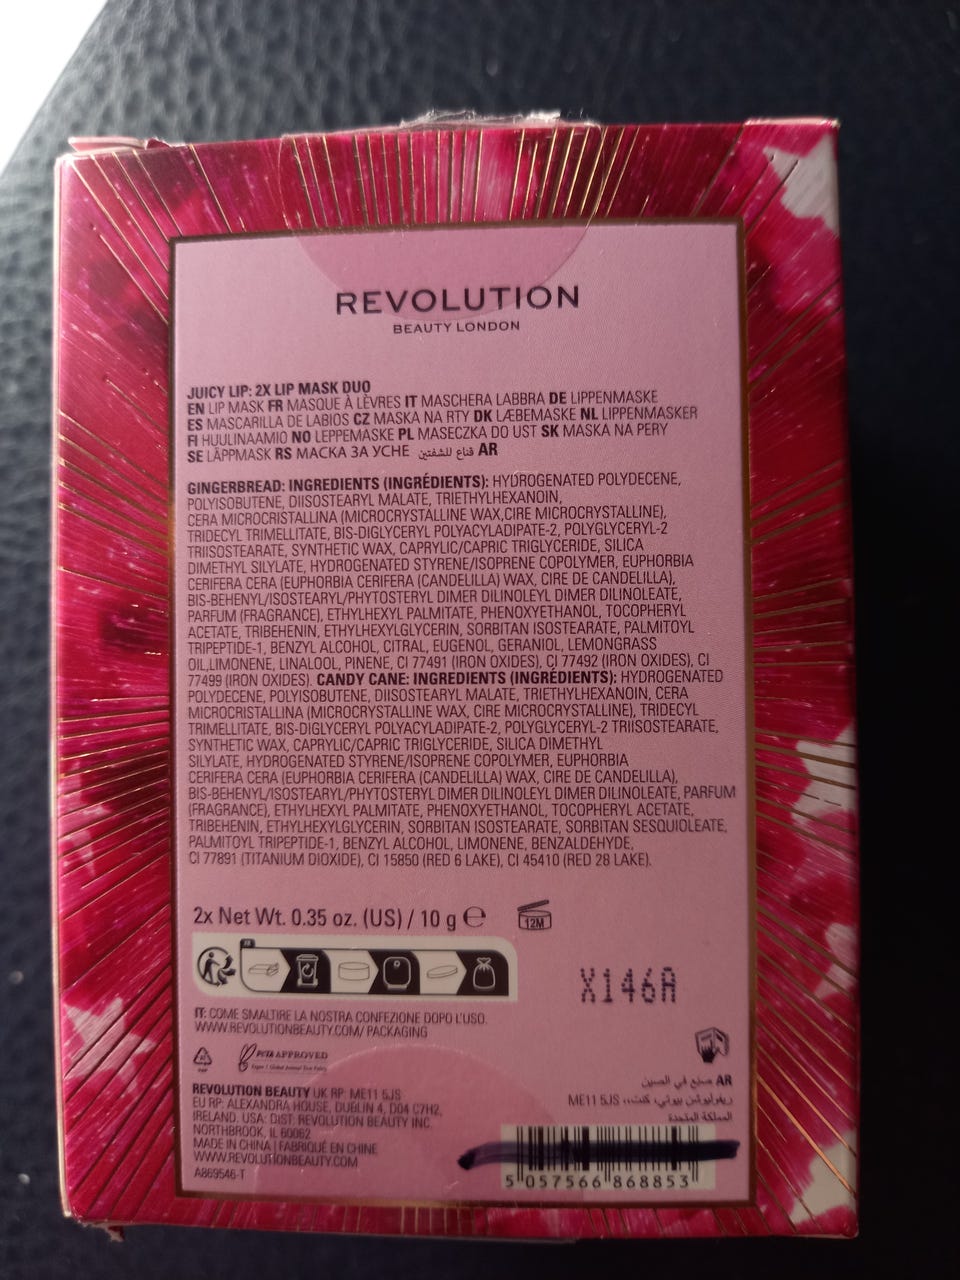 REVOLUTION
BEAUTY LONDON
JUICY LIP: 2X LIP MASK DUO
EN LIP MASK FR MASQUE À LÈVRES IT MASCHERA LABBRA DE LIPPENMASKE
ES MASCARILLA DE LABIOS CZ MASKA NA RTY DK LÆBEMASKE NL LIPPENMASKER
FI HUULINAAMIO NO LEPPEMASKE PL MASECZKA DO UST SK MASKA NA PERY
SE LÄPPMASK RS МАСКА ЗА УСНЕ قناع للشفتين AR
GINGERBREAD: INGREDIENTS (INGRÉDIENTS): HYDROGENATED POLYDECENE,
POLYISOBUTENE, DIISOSTEARYL MALATE, TRIETHYLHEXANOIN,
CERA MICROCRISTALLINA (MICROCRYSTALLINE WAX,CIRE MICROCRYSTALLINE),
TRIDECYL TRIMELLITATE, BIS-DIGLYCERYL POLYACYLADIPATE-2, POLYGLYCERYL-2
TRIISOSTEARATE, SYNTHETIC WAX, CAPRYLIC/CAPRIC TRIGLYCERIDE, SILICA
DIMETHYL SILYLATE, HYDROGENATED STYRENE/ISOPRENE COPOLYMER, EUPHORBIA
CERIFERA CERA (EUPHORBIA CERIFERA (CANDELILLA) WAX, CIRE DE CANDELILLA),
BIS-BEHENYL/ISOSTEARYL/PHYTOSTERYL DIMER DILINOLEYL DIMER DILINOLEATE,
PARFUM (FRAGRANCE), ETHYLHEXYL PALMITATE, PHENOXYETHANOL, TOCOPHERYL
ACETATE, TRIBEHENIN, ETHYLHEXYLGLYCERIN, SORBITAN ISOSTEARATE, PALMITOYL
TRIPEPTIDE-1, BENZYL ALCOHOL, CITRAL, EUGENOL, GERANIOL, LEMONGRASS
OIL,LIMONENE, LINALOOL, PINENE, CI 77491 (IRON OXIDES), CI 77492 (IRON OXIDES), CI
77499 (IRON OXIDES). CANDY CANE: INGREDIENTS (INGRÉDIENTS): HYDROGENATED
POLYDECENE, POLYISOBUTENE, DIISOSTEARYL MALATE, TRIETHYLHEXANOIN, CERA
MICROCRISTALLINA (MICROCRYSTALLINE WAX, CIRE MICROCRYSTALLINE), TRIDECYL
TRIMELLITATE, BIS-DIGLYCERYL POLYACYLADIPATE-2, POLYGLYCERYL-2 TRIISOSTEARATE,
SYNTHETIC WAX, CAPRYLIC/CAPRIC TRIGLYCERIDE, SILICA DIMETHYL
SILYLATE, HYDROGENATED STYRENE/ISOPRENE COPOLYMER, EUPHORBIA
CERIFERA CERA (EUPHORBIA CERIFERA (CANDELILLA) WAX, CIRE DE CANDELILLA),
BIS-BEHENYL/ISOSTEARYL/PHYTOSTERYL DIMER DILINOLEYL DIMER DILINOLEATE, PARFUM
(FRAGRANCE), ETHYLHEXYL PALMITATE, PHENOXYETHANOL, TOCOPHERYL ACETATE,
TRIBEHENIN, ETHYLHEXYLGLYCERIN, SORBITAN ISOSTEARATE, SORBITAN SESQUIOLEATE,
PALMITOYL TRIPEPTIDE-1, BENZYL ALCOHOL, LIMONENE, BENZALDEHYDE,
CI 77891 (TITANIUM DIOXIDE), CI 15850 (RED 6 LAKE), CI 45410 (RED 28 LAKE).
2x Net Wt. 0.35 oz. (US) / 10 g ℮
12M
FR
X146A
IT: COME SMALTIRE LA NOSTRA CONFEZIONE DOPO L'USO.
WWW.REVOLUTIONBEAUTY.COM/ PACKAGING
PAP
PETA APPROVED
Vegan | Global Animal Test Policy
REVOLUTION BEAUTY UK RP: ME11 5JS
EU RP: ALEXANDRA HOUSE, DUBLIN 4, D04 C7H2,
IRELAND. USA: DIST. REVOLUTION BEAUTY INC.
NORTHBROOK, IL 60062
MADE IN CHINA | FABRIQUÉ EN CHINE
WWW.REVOLUTIONBEAUTY.COM
A869546-T
AR صنع في الصين
ريفوليوشن بيوتي، كنت، ME11 5JS
المملكة المتحدة
5 057566 868853